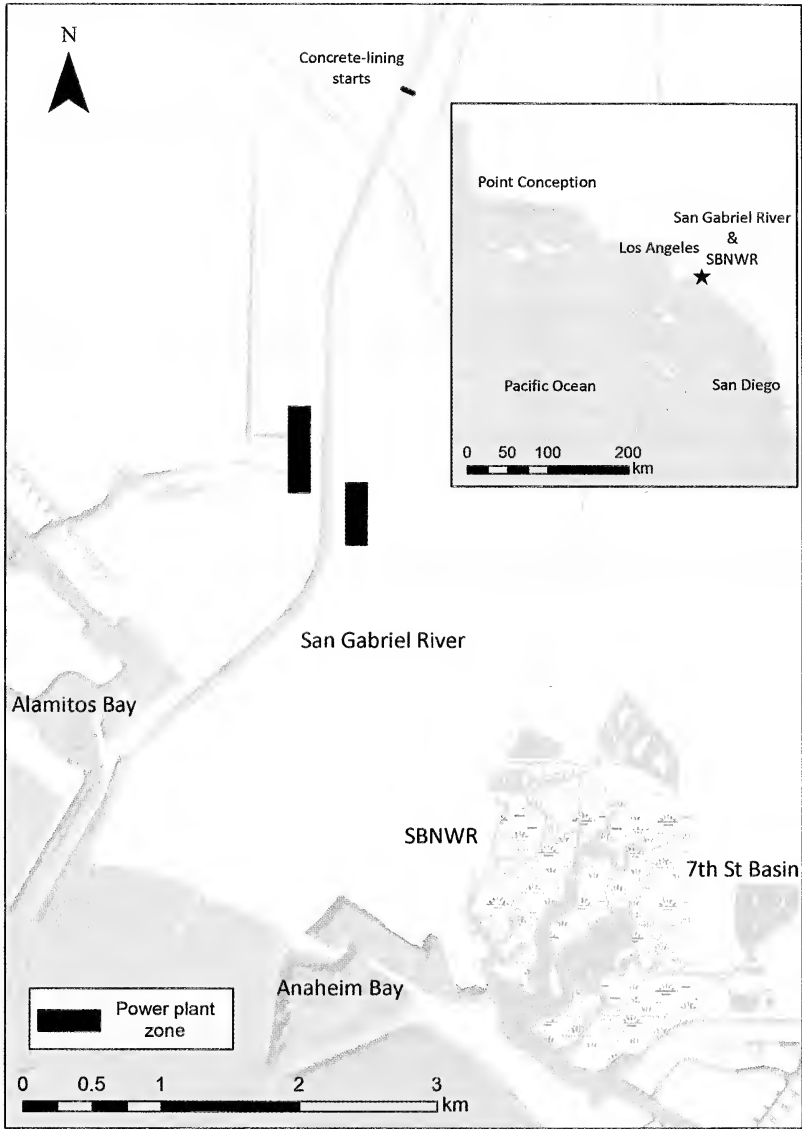 N
Concrete-lining
starts
Point Conception
San Gabriel River
&
Los Angeles
SBNWR
Pacific Ocean
San Diego
0 50 100 200
km
San Gabriel River
Alamitos Bay
SBNWR
7th St Basin
Anaheim Bay
Power plant
zone
0 0.5 1 2 3
km